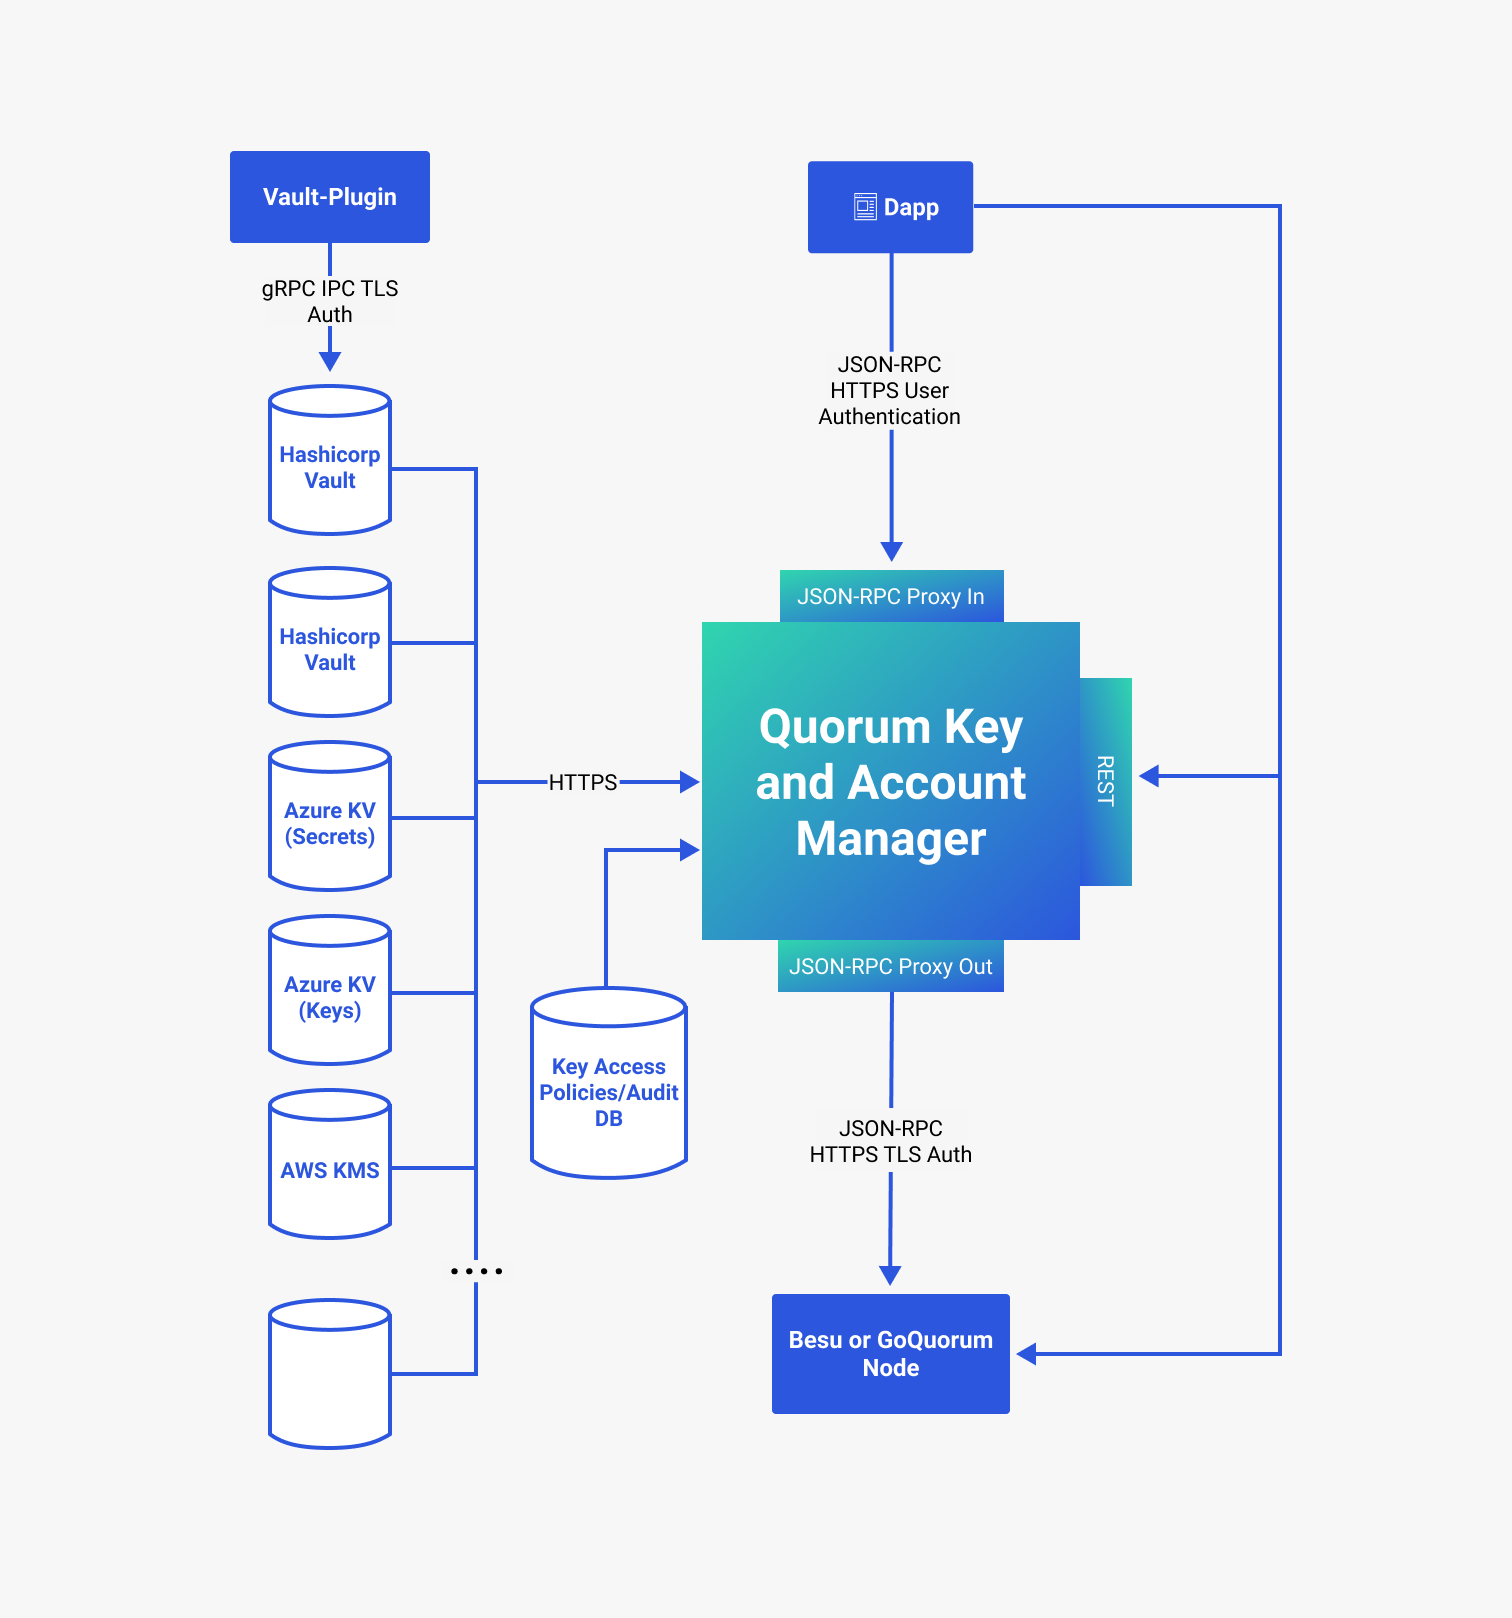 Vault-Plugin
gRPC IPC TLS
Auth
Hashicorp
Vault
Hashicorp
Vault
Azure KV
(Secrets)
Azure KV
(Keys)
AWS KMS
....
HTTPS
Key Access
Policies/Audit
DB
Dapp
JSON-RPC
HTTPS User
Authentication
JSON-RPC Proxy In
Quorum Key
and Account
Manager
REST
JSON-RPC Proxy Out
JSON-RPC
HTTPS TLS Auth
Besu or GoQuorum
Node